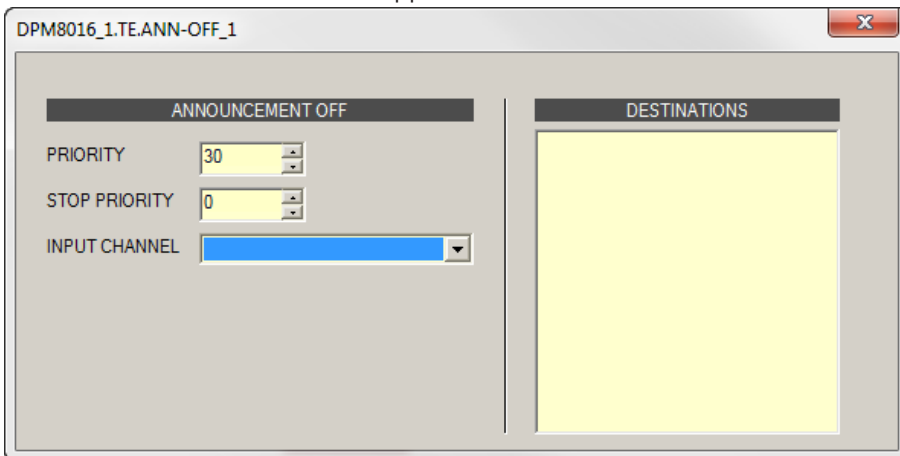 DPM8016_1.TE.ANN-OFF_1
ANNOUNCEMENT OFF
DESTINATIONS
PRIORITY 30
STOP PRIORITY 0
INPUT CHANNEL